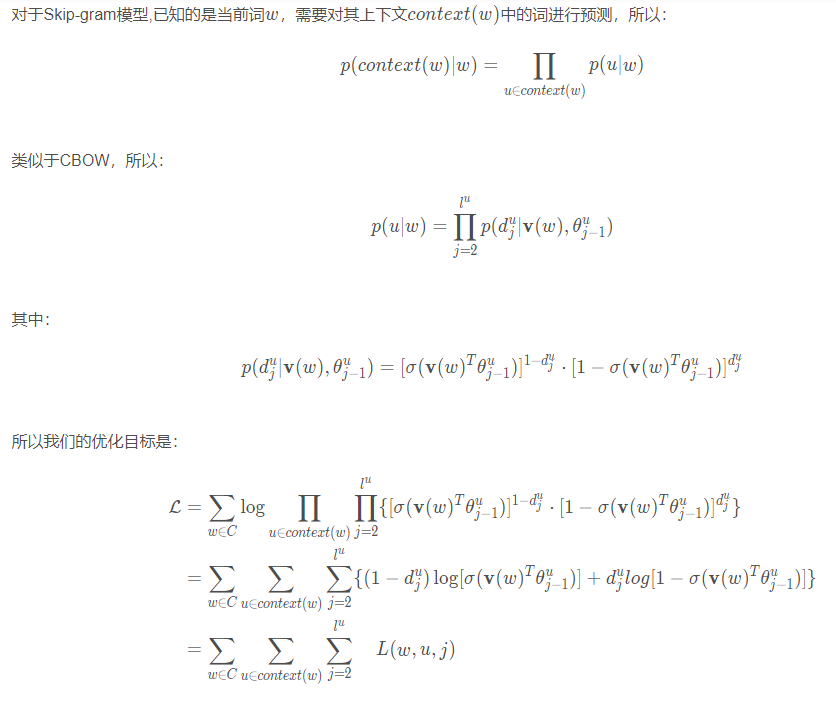 对于Skip-gram模型,已知的是当前词$w$，需要对其上下文$context(w)$中的词进行预测，所以：
$$p(context(w)|w) = \prod_{u \in context(w)} p(u|w)$$
类似于CBOW，所以：
$$p(u|w) = \prod_{j=2}^{l^u} p(d_j^u|\mathbf{v}(w), \theta_{j-1}^u)$$
其中：
$$p(d_j^u|\mathbf{v}(w), \theta_{j-1}^u) = [\sigma(\mathbf{v}(w)^T \theta_{j-1}^u)]^{1-d_j^u} \cdot [1 - \sigma(\mathbf{v}(w)^T \theta_{j-1}^u)]^{d_j^u}$$
所以我们的优化目标是：
$$\mathcal{L} = \sum_{w \in C} \log \prod_{u \in context(w)} \prod_{j=2}^{l^u} \{[\sigma(\mathbf{v}(w)^T \theta_{j-1}^u)]^{1-d_j^u} \cdot [1 - \sigma(\mathbf{v}(w)^T \theta_{j-1}^u)]^{d_j^u}\}$$
$$= \sum_{w \in C} \sum_{u \in context(w)} \sum_{j=2}^{l^u} \{(1 - d_j^u) \log[\sigma(\mathbf{v}(w)^T \theta_{j-1}^u)] + d_j^u log[1 - \sigma(\mathbf{v}(w)^T \theta_{j-1}^u)]\}$$
$$= \sum_{w \in C} \sum_{u \in context(w)} \sum_{j=2}^{l^u} L(w, u, j)$$